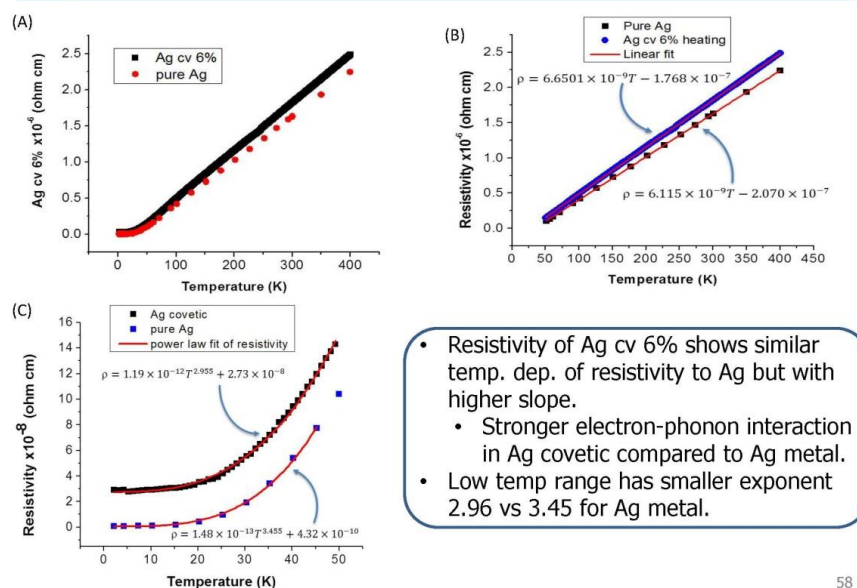 (A)
2.5
2.0
1.5
1.0
0.5
0.0
Ag cv 6% x10⁻⁶ (ohm cm)
Ag cv 6%
pure Ag
0 100 200 300 400
Temperature (K)
(B)
2.5
2.0
1.5
1.0
0.5
0.0
Resistivity x10⁻⁶ (ohm cm)
Pure Ag
Ag cv 6% heating
Linear fit
ρ = 6.6501 × 10⁻⁹T − 1.768 × 10⁻⁷
ρ = 6.115 × 10⁻⁹T − 2.070 × 10⁻⁷
0 50 100 150 200 250 300 350 400 450
Temperature (K)
(C)
16
14
12
10
8
6
4
2
0
Resistivity x10⁻⁸ (ohm cm)
Ag covetic
pure Ag
power law fit of resistivity
ρ = 1.19 × 10⁻¹²T²·⁹⁵⁵ + 2.73 × 10⁻⁸
ρ = 1.48 × 10⁻¹³T³·⁴⁵⁵ + 4.32 × 10⁻¹⁰
0 10 20 30 40 50
Temperature (K)
• Resistivity of Ag cv 6% shows similar
temp. dep. of resistivity to Ag but with
higher slope.
• Stronger electron-phonon interaction
in Ag covetic compared to Ag metal.
• Low temp range has smaller exponent
2.96 vs 3.45 for Ag metal.
58